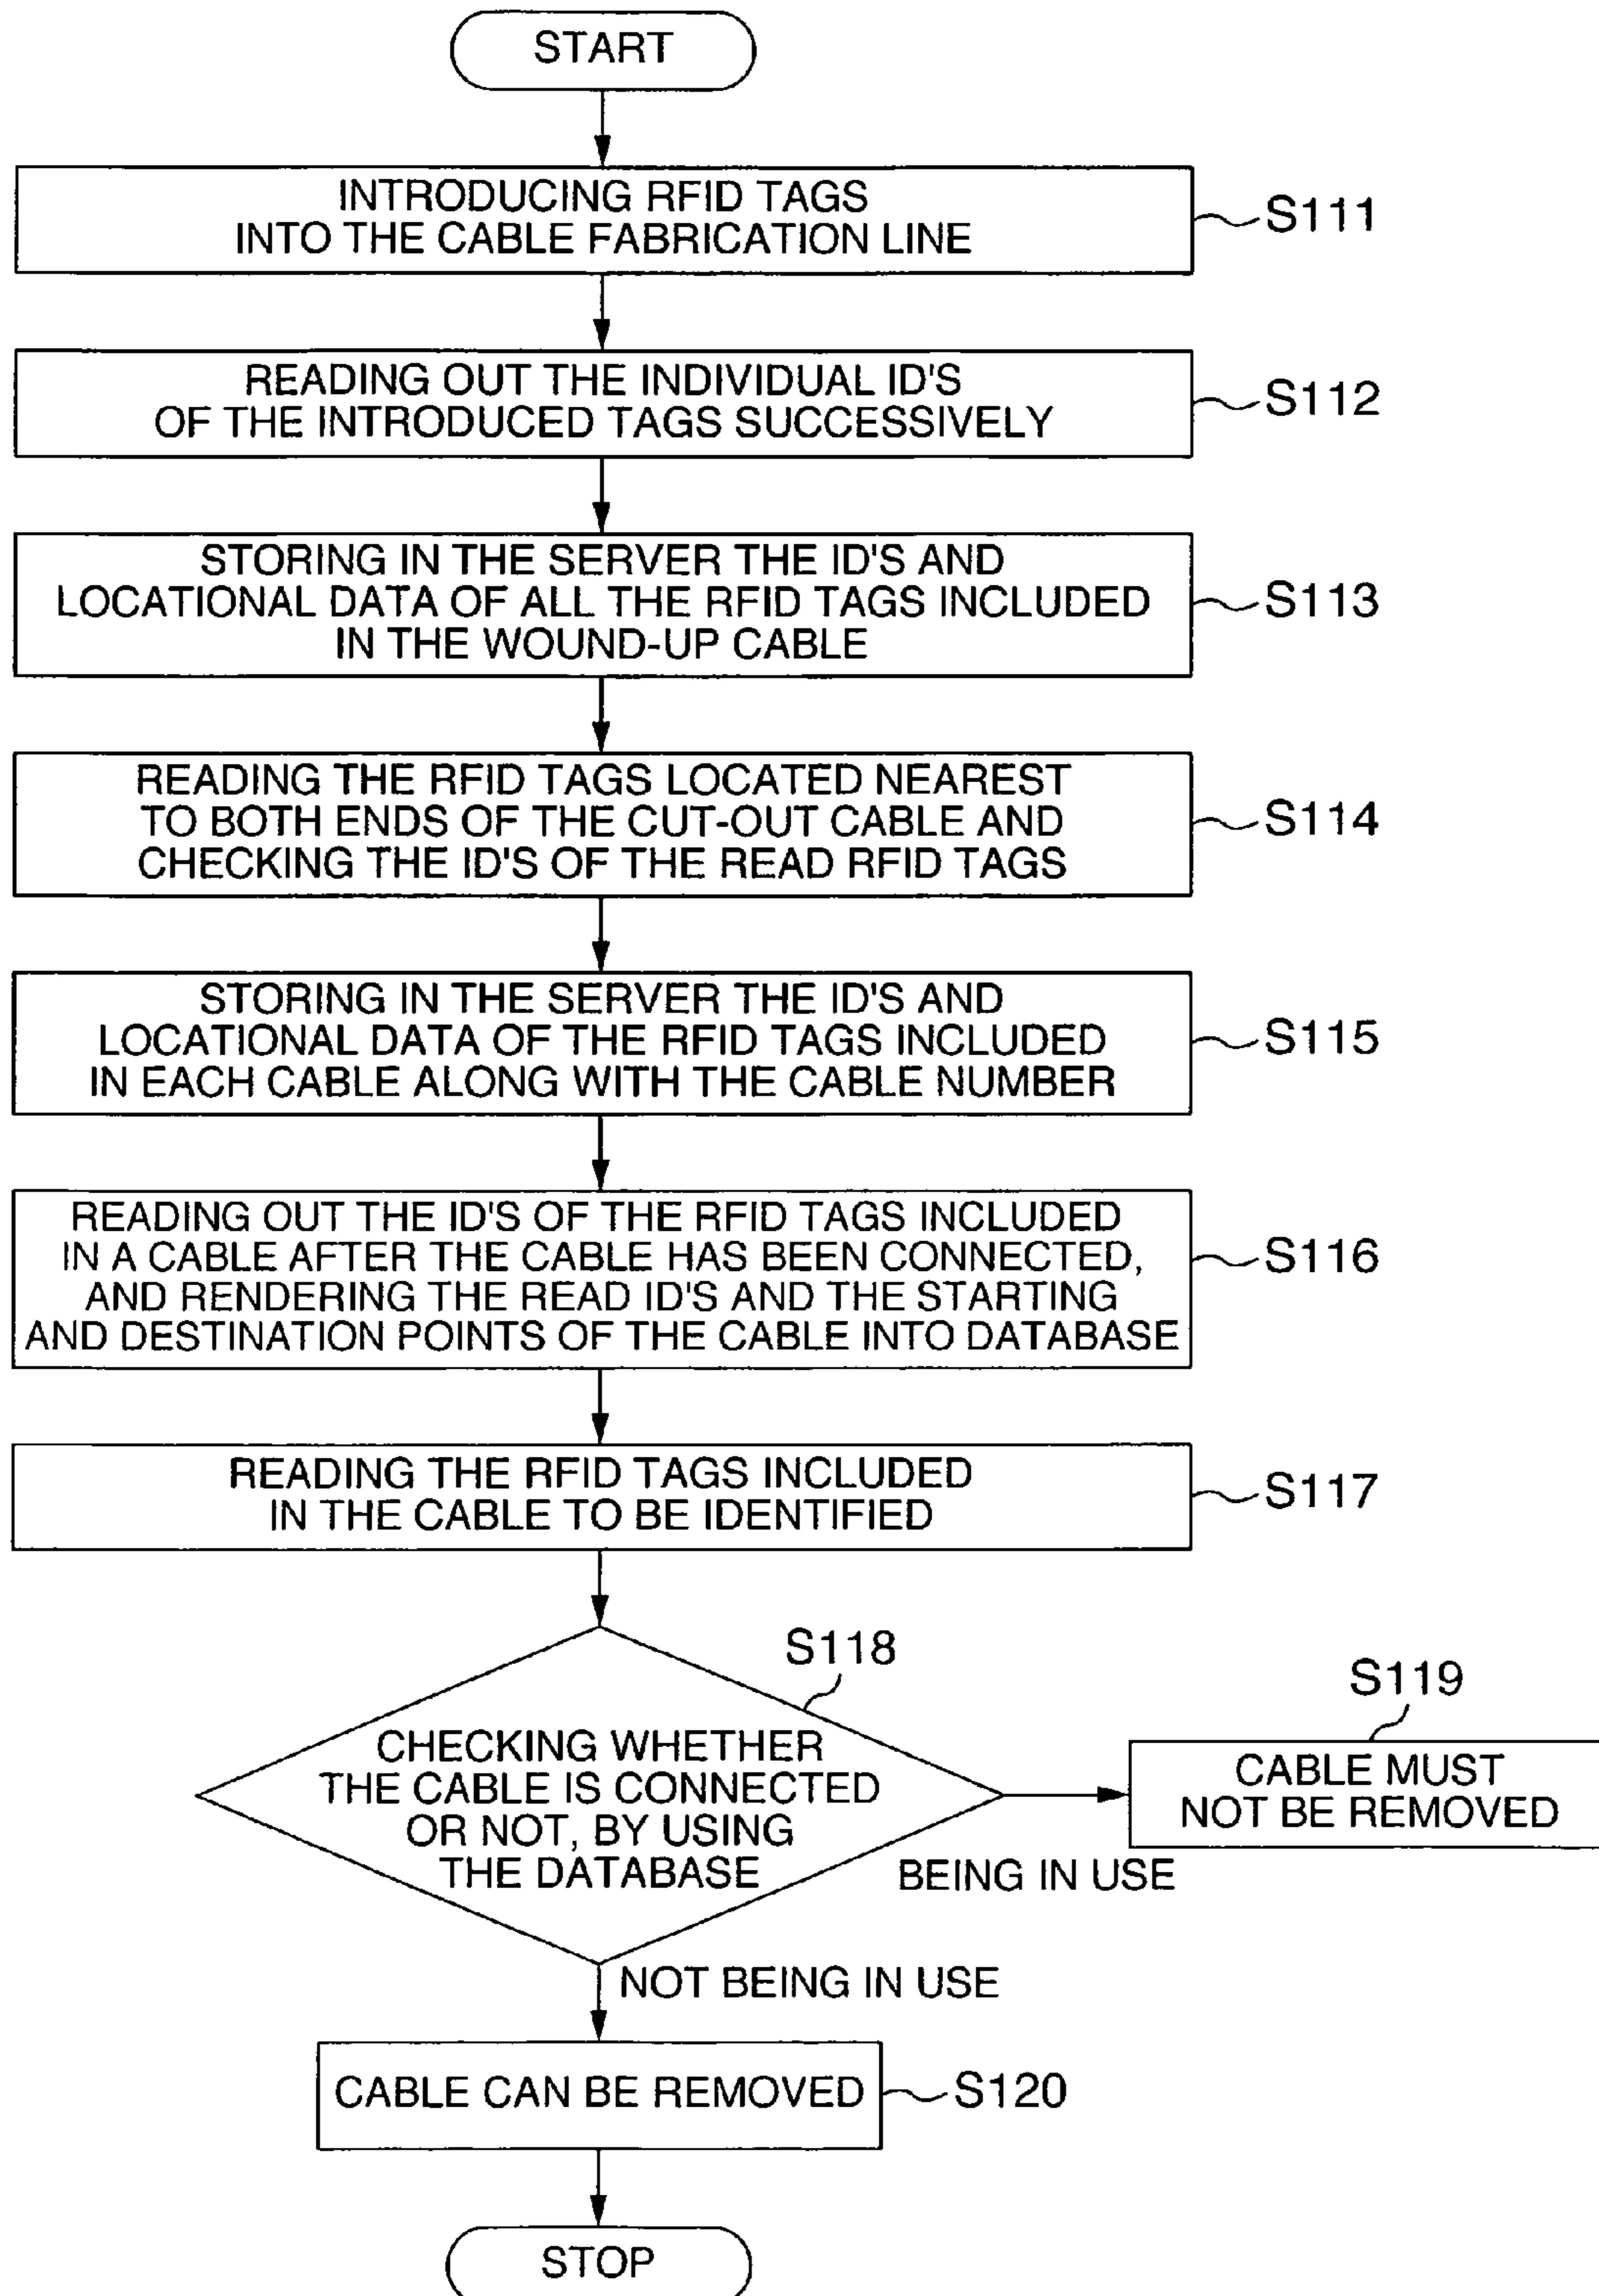 START
INTRODUCING RFID TAGS
INTO THE CABLE FABRICATION LINE
S111
READING OUT THE INDIVIDUAL ID'S
OF THE INTRODUCED TAGS SUCCESSIVELY
S112
STORING IN THE SERVER THE ID'S AND
LOCATIONAL DATA OF ALL THE RFID TAGS INCLUDED
IN THE WOUND-UP CABLE
S113
READING THE RFID TAGS LOCATED NEAREST
TO BOTH ENDS OF THE CUT-OUT CABLE AND
CHECKING THE ID'S OF THE READ RFID TAGS
S114
STORING IN THE SERVER THE ID'S AND
LOCATIONAL DATA OF THE RFID TAGS INCLUDED
IN EACH CABLE ALONG WITH THE CABLE NUMBER
S115
READING OUT THE ID'S OF THE RFID TAGS INCLUDED
IN A CABLE AFTER THE CABLE HAS BEEN CONNECTED,
AND RENDERING THE READ ID'S AND THE STARTING
AND DESTINATION POINTS OF THE CABLE INTO DATABASE
S116
READING THE RFID TAGS INCLUDED
IN THE CABLE TO BE IDENTIFIED
S117
S118
CHECKING WHETHER
THE CABLE IS CONNECTED
OR NOT, BY USING
THE DATABASE
S119
CABLE MUST
NOT BE REMOVED
BEING IN USE
NOT BEING IN USE
CABLE CAN BE REMOVED
S120
STOP